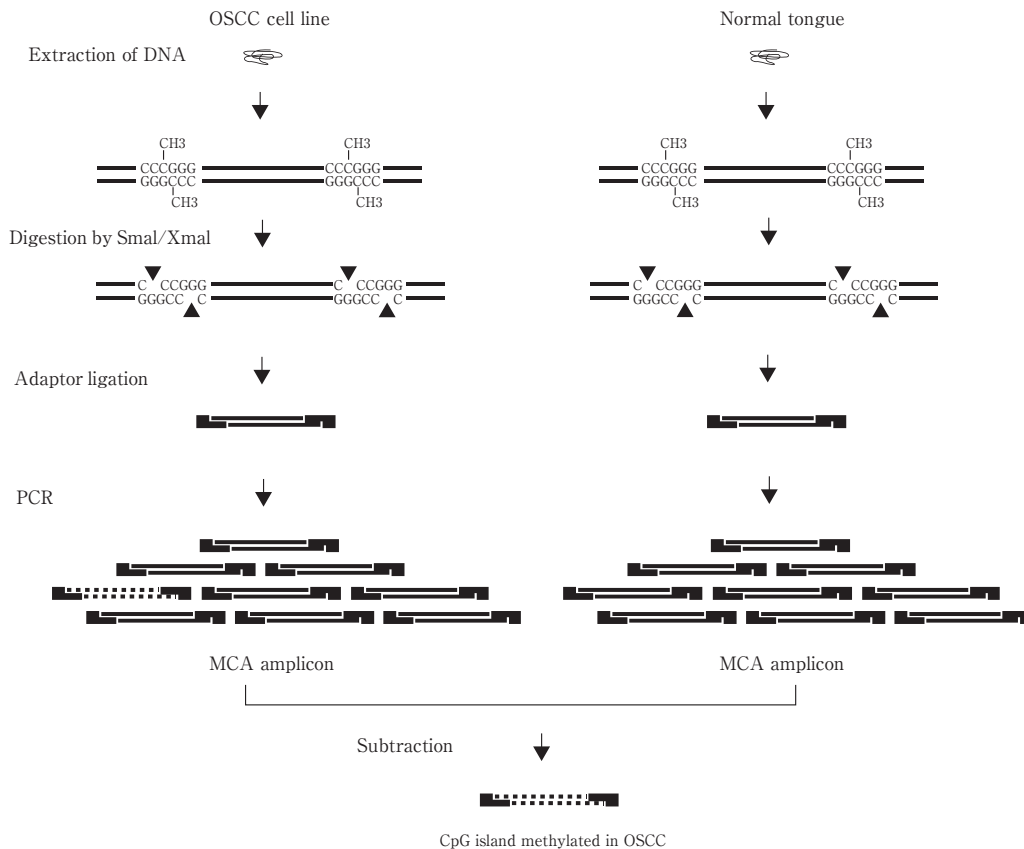 OSCC cell line
Normal tongue
Extraction of DNA
CH3 CH3 CH3 CH3
CCCGGG CCCGGG CCCGGG CCCGGG
GGGCCC GGGCCC GGGCCC GGGCCC
CH3 CH3 CH3 CH3
Digestion by SmaI/XmaI
C CCGGG C CCGGG C CCGGG C CCGGG
GGGCC C GGGCC C GGGCC C GGGCC C
Adaptor ligation
PCR
MCA amplicon
MCA amplicon
Subtraction
CpG island methylated in OSCC